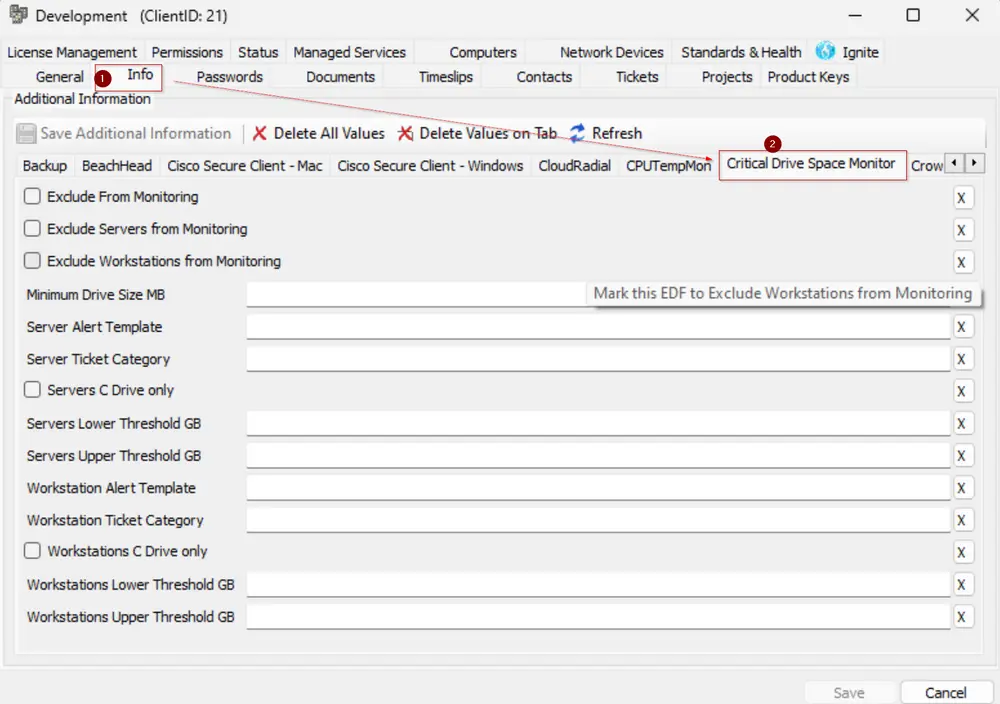 Development (ClientID: 21)
License Management Permissions Status Managed Services Computers Network Devices Standards & Health Ignite
General 1 Info Passwords Documents Timeslips Contacts Tickets Projects Product Keys
Additional Information
Save Additional Information Delete All Values Delete Values on Tab Refresh
2
Backup BeachHead Cisco Secure Client - Mac Cisco Secure Client - Windows CloudRadial CPUTempMon Critical Drive Space Monitor Crow
Exclude From Monitoring X
Exclude Servers from Monitoring X
Exclude Workstations from Monitoring X
Minimum Drive Size MB Mark this EDF to Exclude Workstations from Monitoring
Server Alert Template X
Server Ticket Category X
Servers C Drive only X
Servers Lower Threshold GB X
Servers Upper Threshold GB X
Workstation Alert Template X
Workstation Ticket Category X
Workstations C Drive only X
Workstations Lower Threshold GB X
Workstations Upper Threshold GB X
Save Cancel